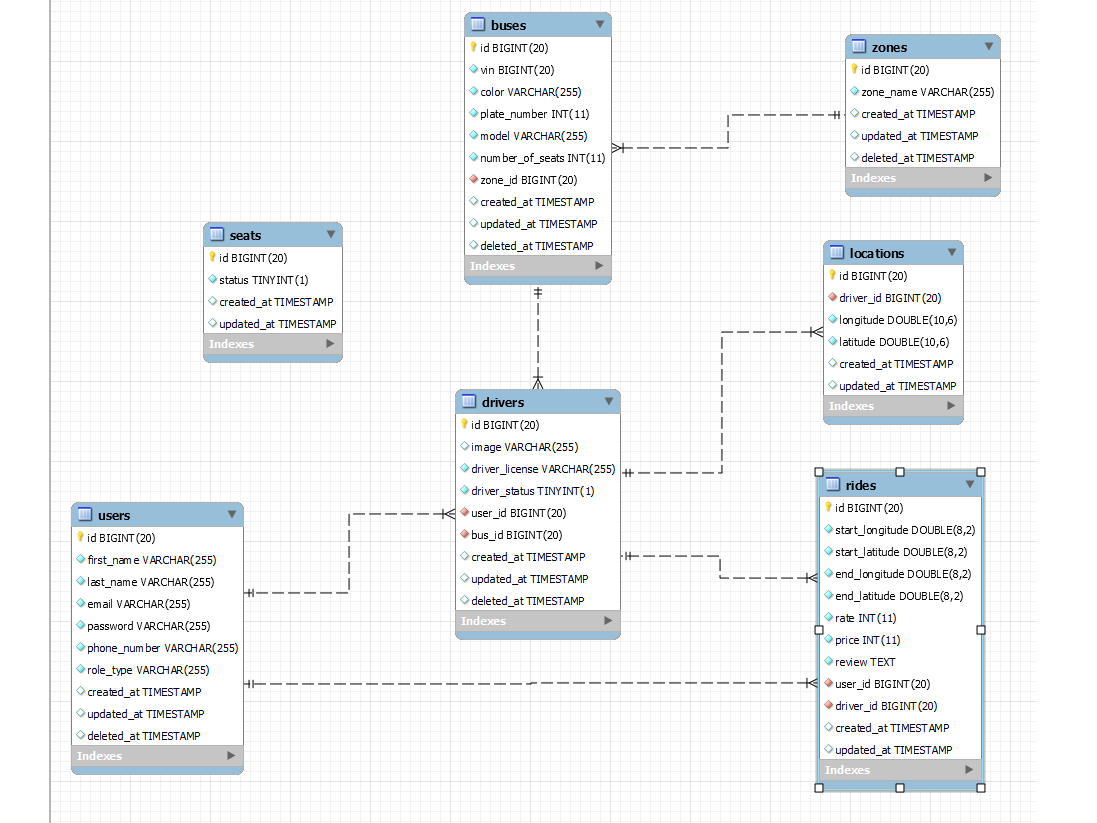 buses
id BIGINT(20)
vin BIGINT(20)
color VARCHAR(255)
plate_number INT(11)
model VARCHAR(255)
number_of_seats INT(11)
zone_id BIGINT(20)
created_at TIMESTAMP
updated_at TIMESTAMP
deleted_at TIMESTAMP
Indexes
zones
id BIGINT(20)
zone_name VARCHAR(255)
created_at TIMESTAMP
updated_at TIMESTAMP
deleted_at TIMESTAMP
Indexes
seats
id BIGINT(20)
status TINYINT(1)
created_at TIMESTAMP
updated_at TIMESTAMP
Indexes
locations
id BIGINT(20)
driver_id BIGINT(20)
longitude DOUBLE(10,6)
latitude DOUBLE(10,6)
created_at TIMESTAMP
updated_at TIMESTAMP
Indexes
drivers
id BIGINT(20)
image VARCHAR(255)
driver_license VARCHAR(255)
driver_status TINYINT(1)
user_id BIGINT(20)
bus_id BIGINT(20)
created_at TIMESTAMP
updated_at TIMESTAMP
deleted_at TIMESTAMP
Indexes
users
id BIGINT(20)
first_name VARCHAR(255)
last_name VARCHAR(255)
email VARCHAR(255)
password VARCHAR(255)
phone_number VARCHAR(255)
role_type VARCHAR(255)
created_at TIMESTAMP
updated_at TIMESTAMP
deleted_at TIMESTAMP
Indexes
rides
id BIGINT(20)
start_longitude DOUBLE(8,2)
start_latitude DOUBLE(8,2)
end_longitude DOUBLE(8,2)
end_latitude DOUBLE(8,2)
rate INT(11)
price INT(11)
review TEXT
user_id BIGINT(20)
driver_id BIGINT(20)
created_at TIMESTAMP
updated_at TIMESTAMP
Indexes